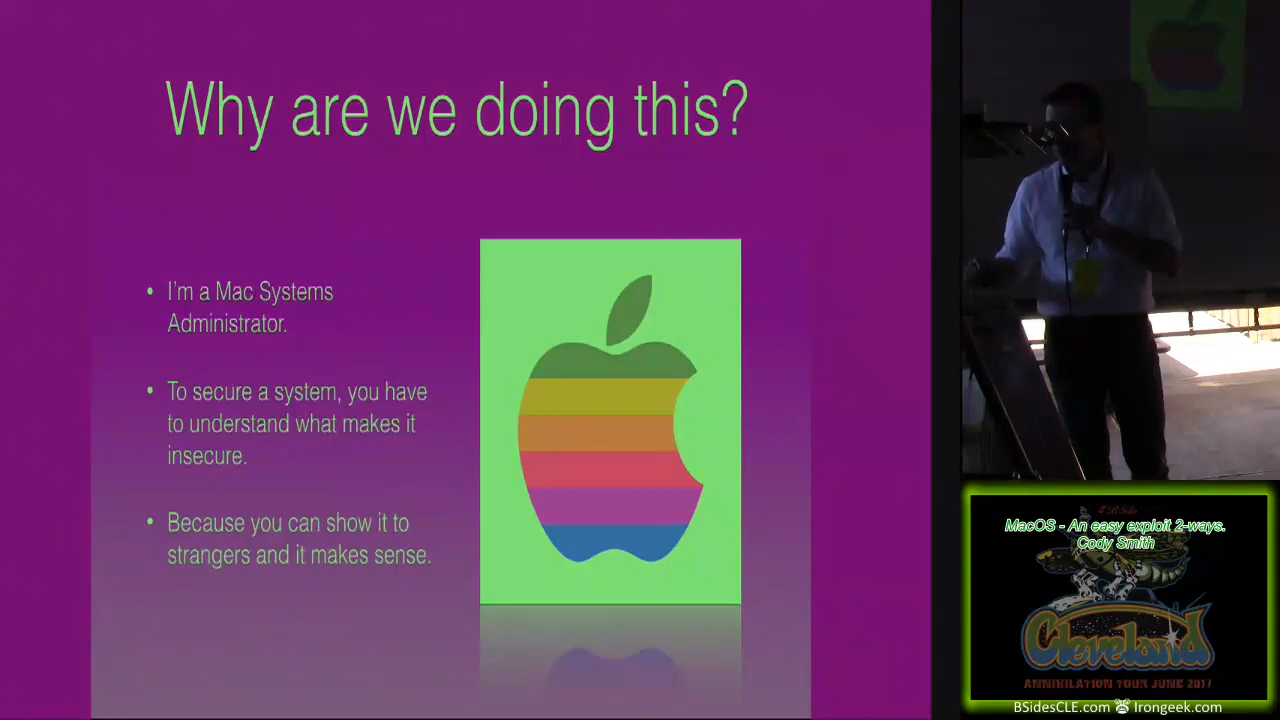 Why are we doing this?
• I'm a Mac Systems
Administrator.
• To secure a system, you have
to understand what makes it
insecure.
• Because you can show it to
strangers and it makes sense.
BSide
MacOS - An easy exploit 2-ways.
Cody Smith
Cleveland
ANNIHILATION TOUR JUNE 2017
BSidesCLE.com Irongeek.com